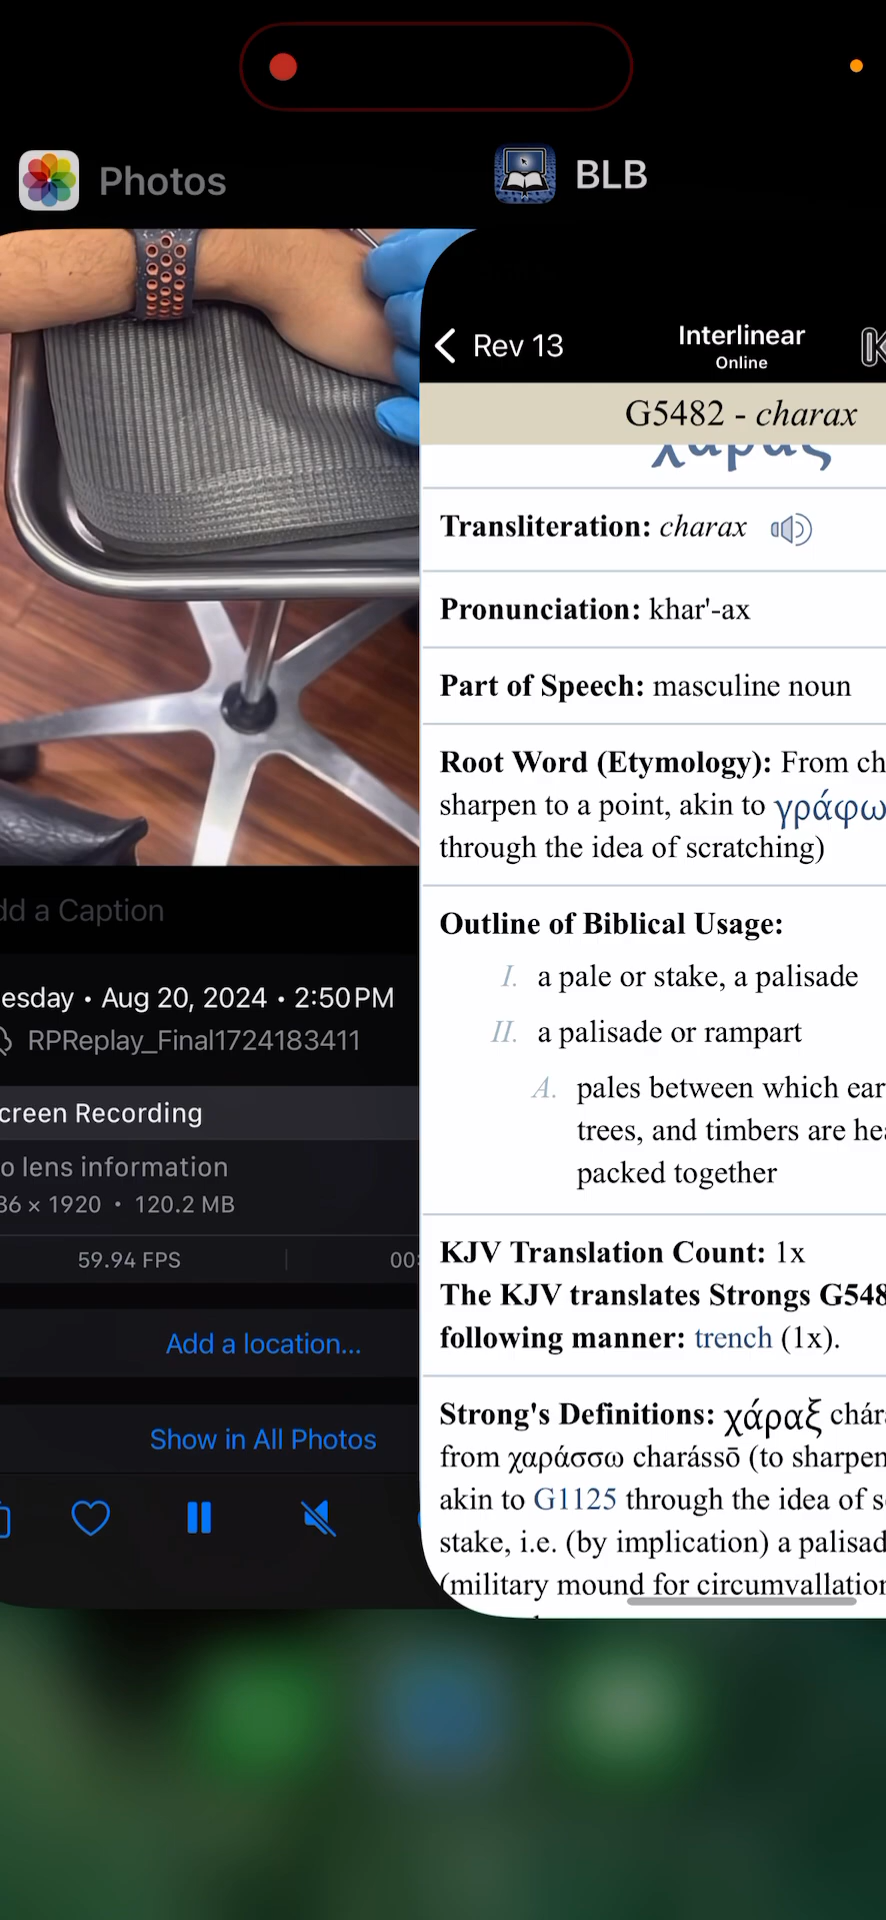 Photos
BLB
Rev 13
Interlinear
Online
G5482 - charax
χάραξ
Transliteration: charax
Pronunciation: khar'-ax
Part of Speech: masculine noun
Root Word (Etymology): From ch
sharpen to a point, akin to γράφω
through the idea of scratching)
Outline of Biblical Usage:
I. a pale or stake, a palisade
II. a palisade or rampart
A. pales between which ear
trees, and timbers are hea
packed together
KJV Translation Count: 1x
The KJV translates Strongs G548
following manner: trench (1x).
Strong's Definitions: χάραξ chár
from χαράσσω charássō (to sharpen
akin to G1125 through the idea of s
stake, i.e. (by implication) a palisad
(military mound for circumvallation
dd a Caption
esday • Aug 20, 2024 • 2:50 PM
RPReplay_Final1724183411
creen Recording
o lens information
36 × 1920 • 120.2 MB
59.94 FPS
00:
Add a location...
Show in All Photos